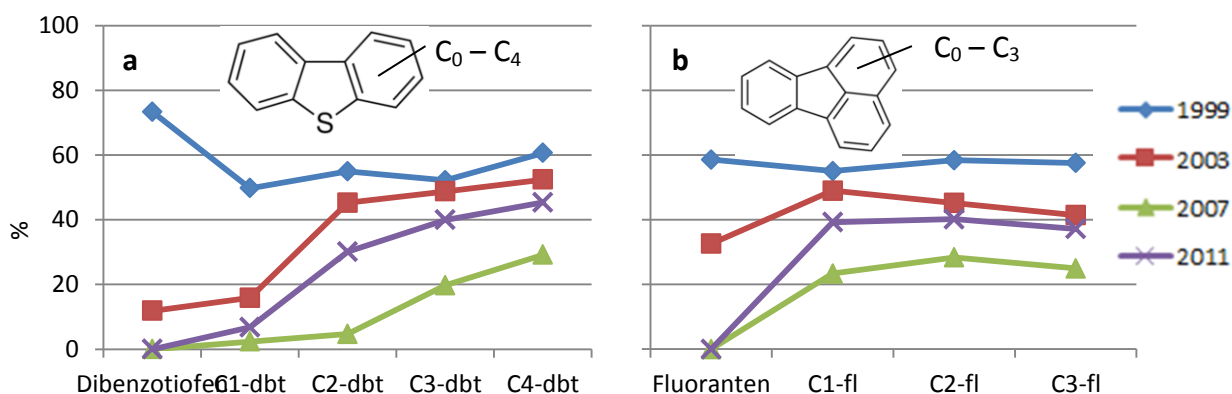 100
80
60
40
20
0
%
a
S
C₀ – C₄
Dibenzotiofen C1-dbt C2-dbt C3-dbt C4-dbt
b
C₀ – C₃
Fluoranten C1-fl C2-fl C3-fl
1999
2003
2007
2011